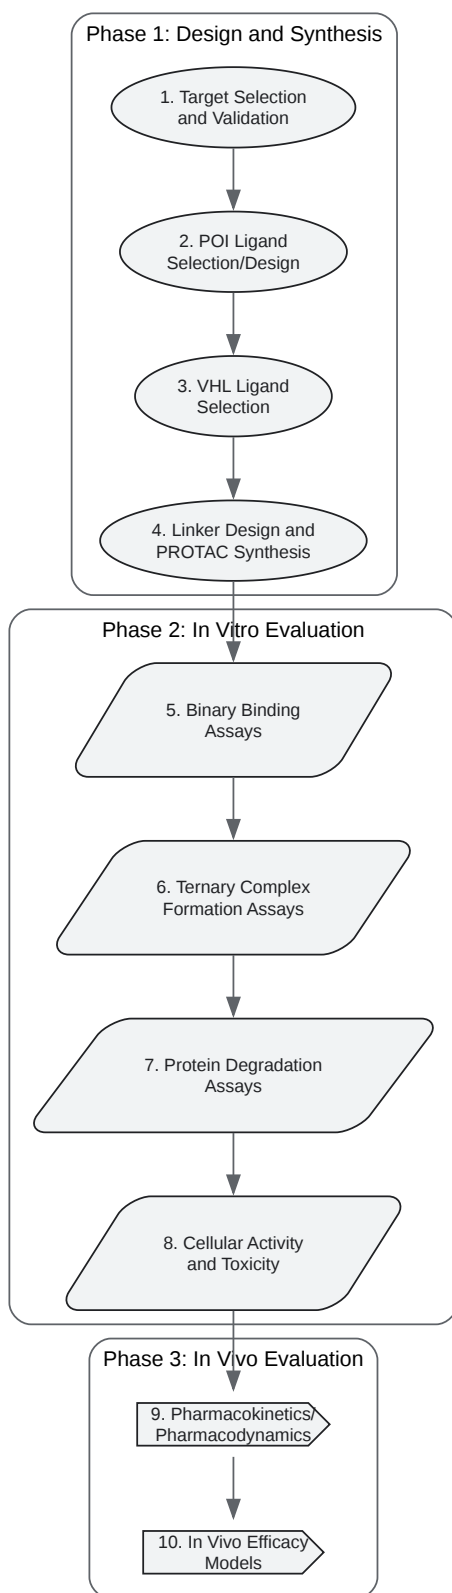 Phase 1: Design and Synthesis
1. Target Selection
and Validation
2. POI Ligand
Selection/Design
3. VHL Ligand
Selection
4. Linker Design and
PROTAC Synthesis
Phase 2: In Vitro Evaluation
5. Binary Binding
Assays
6. Ternary Complex
Formation Assays
7. Protein Degradation
Assays
8. Cellular Activity
and Toxicity
Phase 3: In Vivo Evaluation
9. Pharmacokinetics/
Pharmacodynamics
10. In Vivo Efficacy
Models